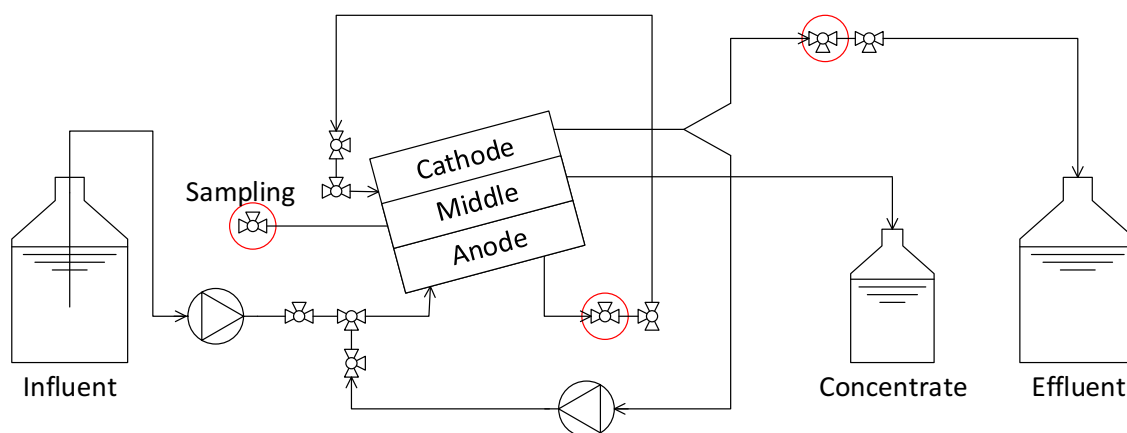 Sampling
Cathode
Middle
Anode
Influent
Concentrate
Effluent